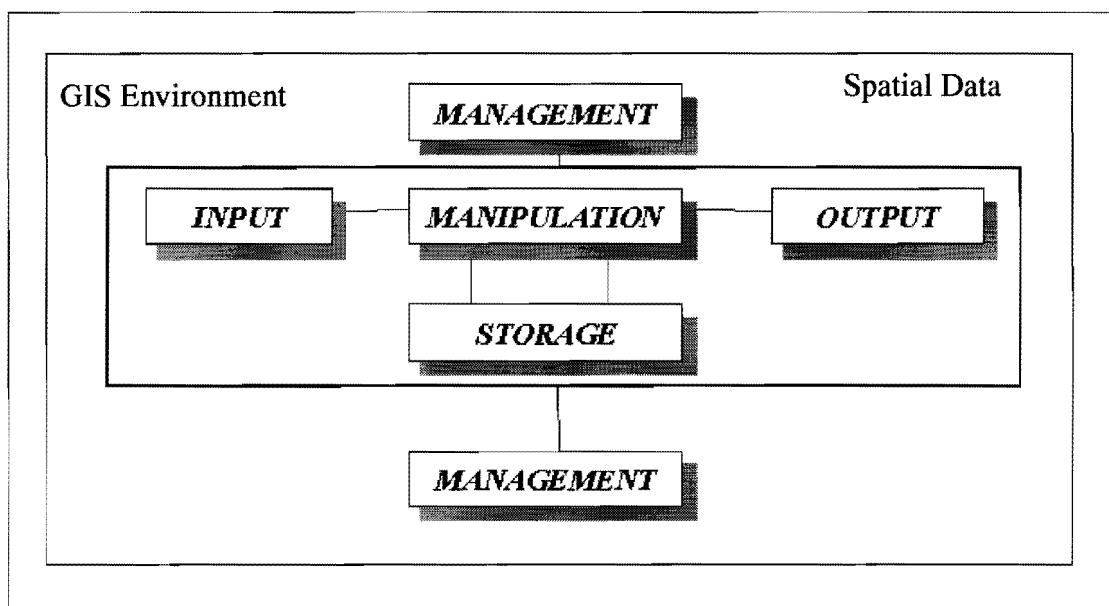 GIS Environment
Spatial Data
MANAGEMENT
INPUT
MANIPULATION
OUTPUT
STORAGE
MANAGEMENT